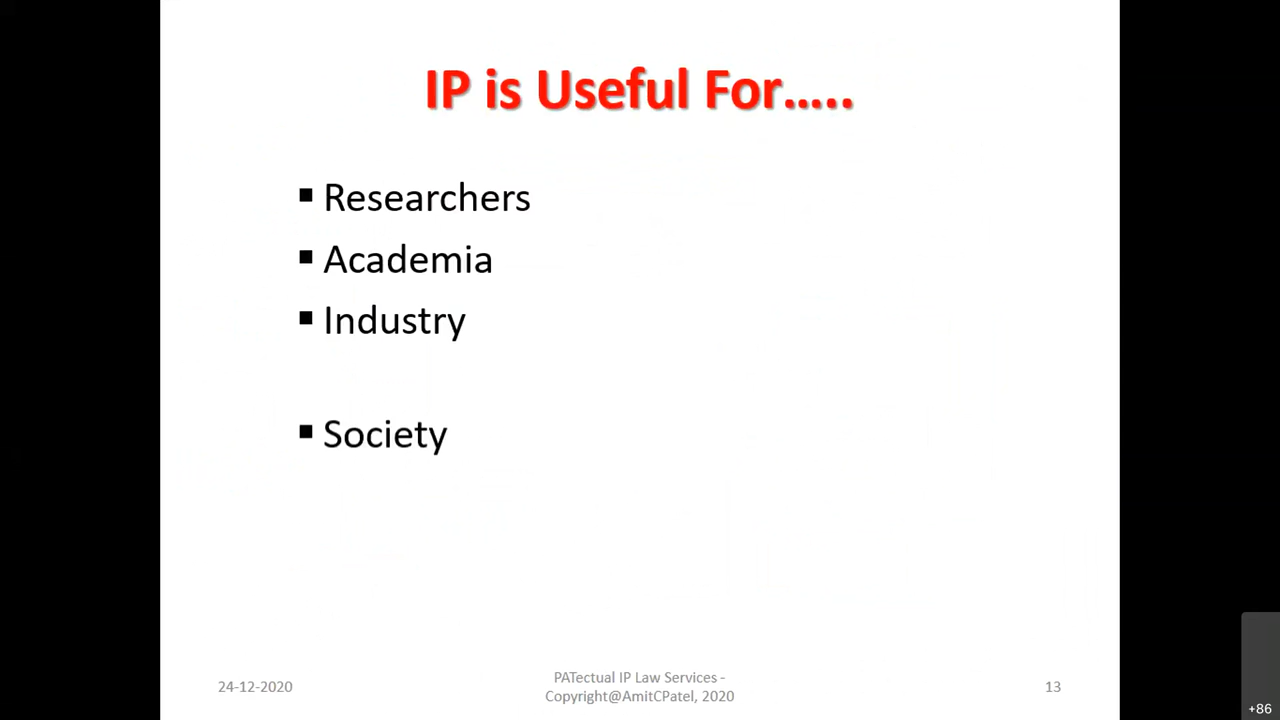 IP is Useful For…..
▪ Researchers
▪ Academia
▪ Industry
▪ Society
24-12-2020
PATectual IP Law Services -
Copyright@AmitCPatel, 2020
13
+86